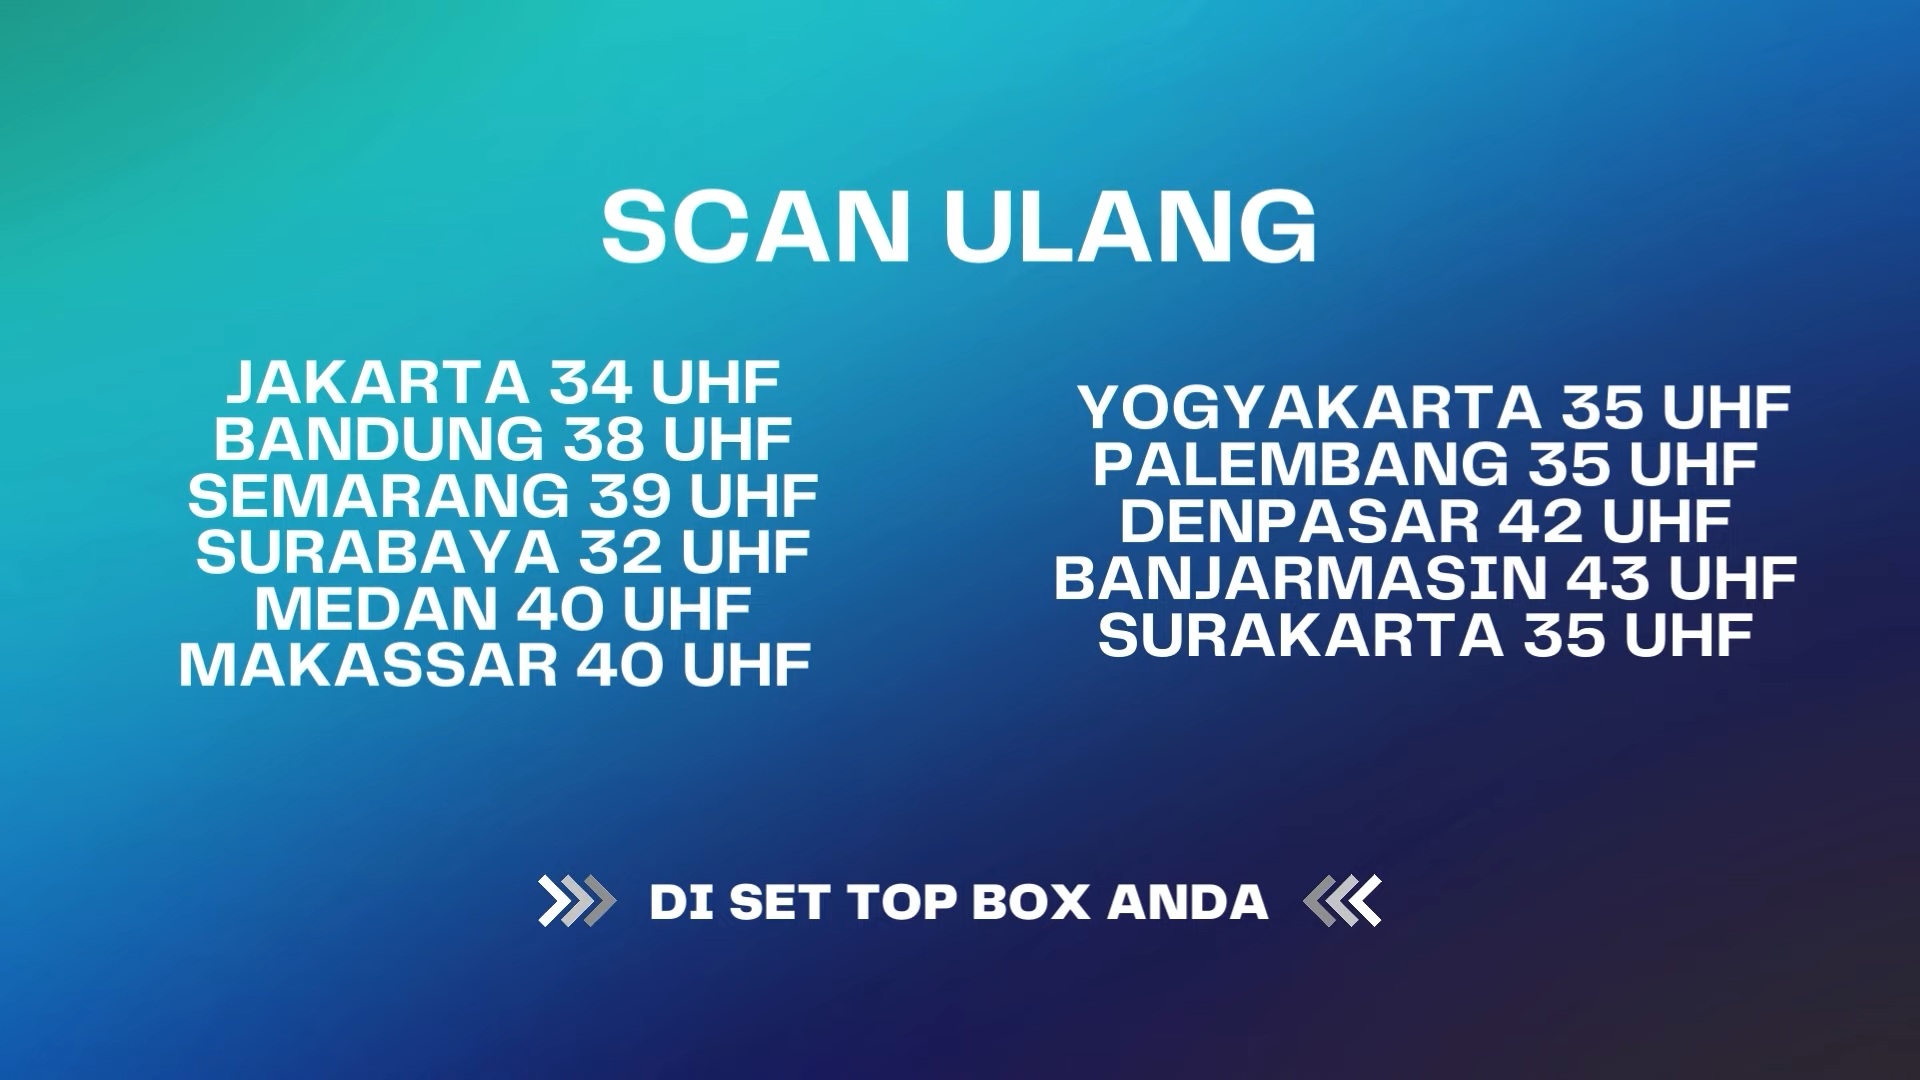 SCAN ULANG
JAKARTA 34 UHF
BANDUNG 38 UHF
SEMARANG 39 UHF
SURABAYA 32 UHF
MEDAN 40 UHF
MAKASSAR 40 UHF
YOGYAKARTA 35 UHF
PALEMBANG 35 UHF
DENPASAR 42 UHF
BANJARMASIN 43 UHF
SURAKARTA 35 UHF
DI SET TOP BOX ANDA